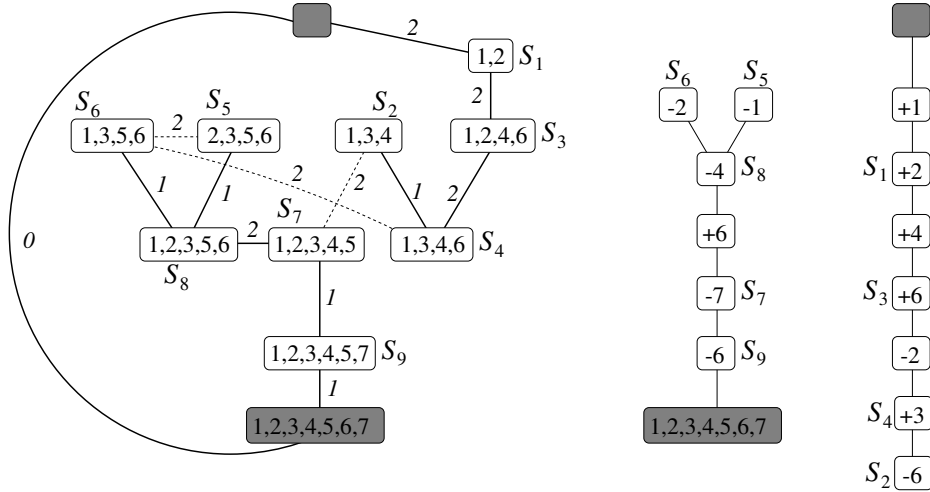 2
1,2 S1
S6 S5 S2 2
1,3,5,6 2 2,3,5,6 1,3,4 1,2,4,6 S3
1 1 2 2 1 2
0 S7
1,2,3,5,6 2 1,2,3,4,5 1,3,4,6 S4
S8
1
1,2,3,4,5,7 S9
1
1,2,3,4,5,6,7
S6 S5
-2 -1
-4 S8
+6
-7 S7
-6 S9
1,2,3,4,5,6,7
+1
S1 +2
+4
S3 +6
-2
S4 +3
S2 -6